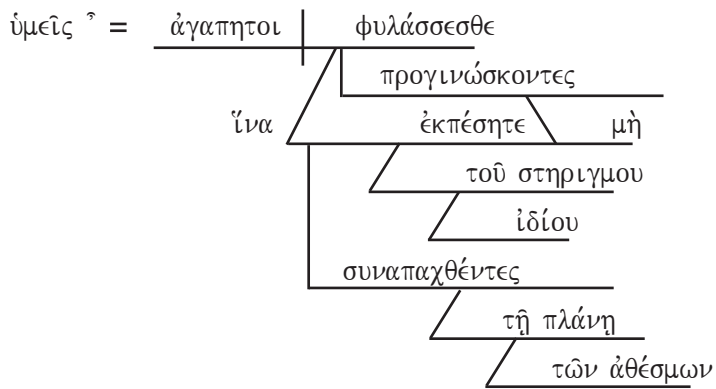 ὑμεῖς ῏ = ἀγαπητοι φυλάσσεσθε
προγινώσκοντες
ἵνα ἐκπέσητε μὴ
τοῦ στηριγμου
ἰδίου
συναπαχθέντες
τῇ πλάνῃ
τῶν ἀθέσμων